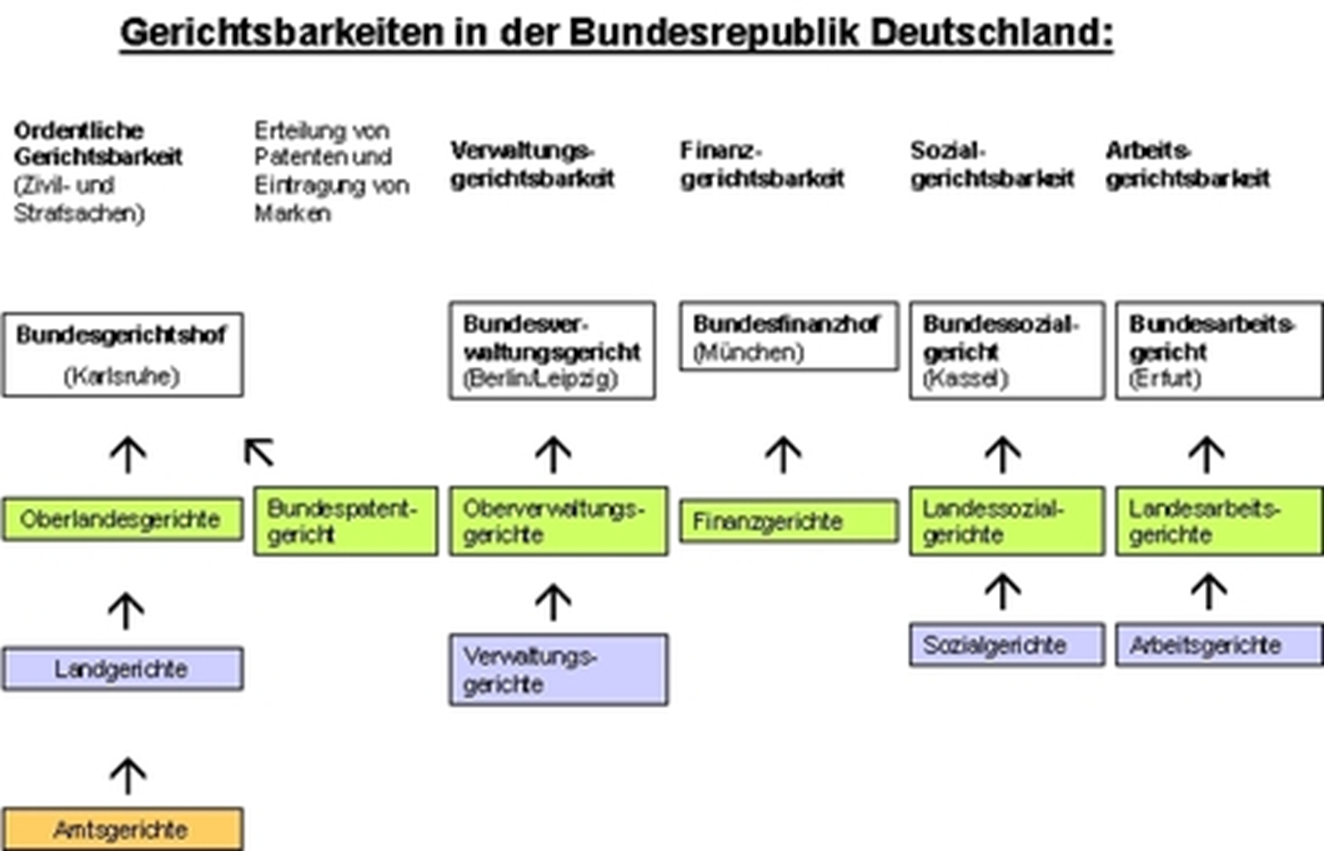 Gerichtsbarkeiten in der Bundesrepublik Deutschland:
Ordentliche
Gerichtsbarkeit
(Zivil- und
Strafsachen)
Erteilung von
Patenten und
Eintragung von
Marken
Verwaltungs-
gerichtsbarkeit
Finanz-
gerichtsbarkeit
Sozial-
gerichtsbarkeit
Arbeits-
gerichtsbarkeit
Bundesgerichtshof
(Karlsruhe)
Bundesver-
waltungsgericht
(Berlin/Leipzig)
Bundesfinanzhof
(München)
Bundessozial-
gericht
(Kassel)
Bundesarbeits-
gericht
(Erfurt)
Oberlandesgerichte
Bundespatent-
gericht
Oberverwaltungs-
gerichte
Finanzgerichte
Landessozial-
gerichte
Landesarbeits-
gerichte
Landgerichte
Verwaltungs-
gerichte
Sozialgerichte
Arbeitsgerichte
Amtsgerichte